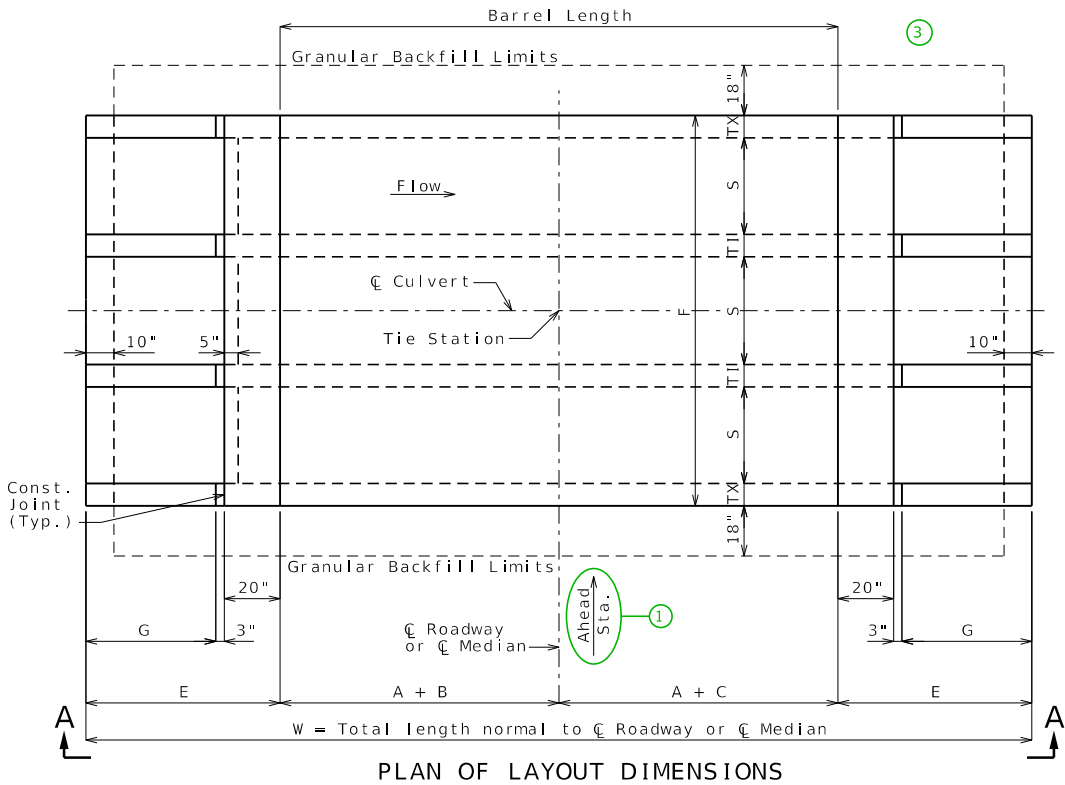 Barrel Length
3
Granular Backfill Limits
18"
TX
Flow
S
TI
℄ Culvert
F
S
Tie Station
10"
5"
10"
TI
S
Const.
Joint
(Typ.)
TX
18"
Granular Backfill Limits
20"
20"
Ahead
Sta.
1
G
3"
℄ Roadway
or ℄ Median
3"
G
E
A + B
A + C
E
A
A
W = Total length normal to ℄ Roadway or ℄ Median
PLAN OF LAYOUT DIMENSIONS